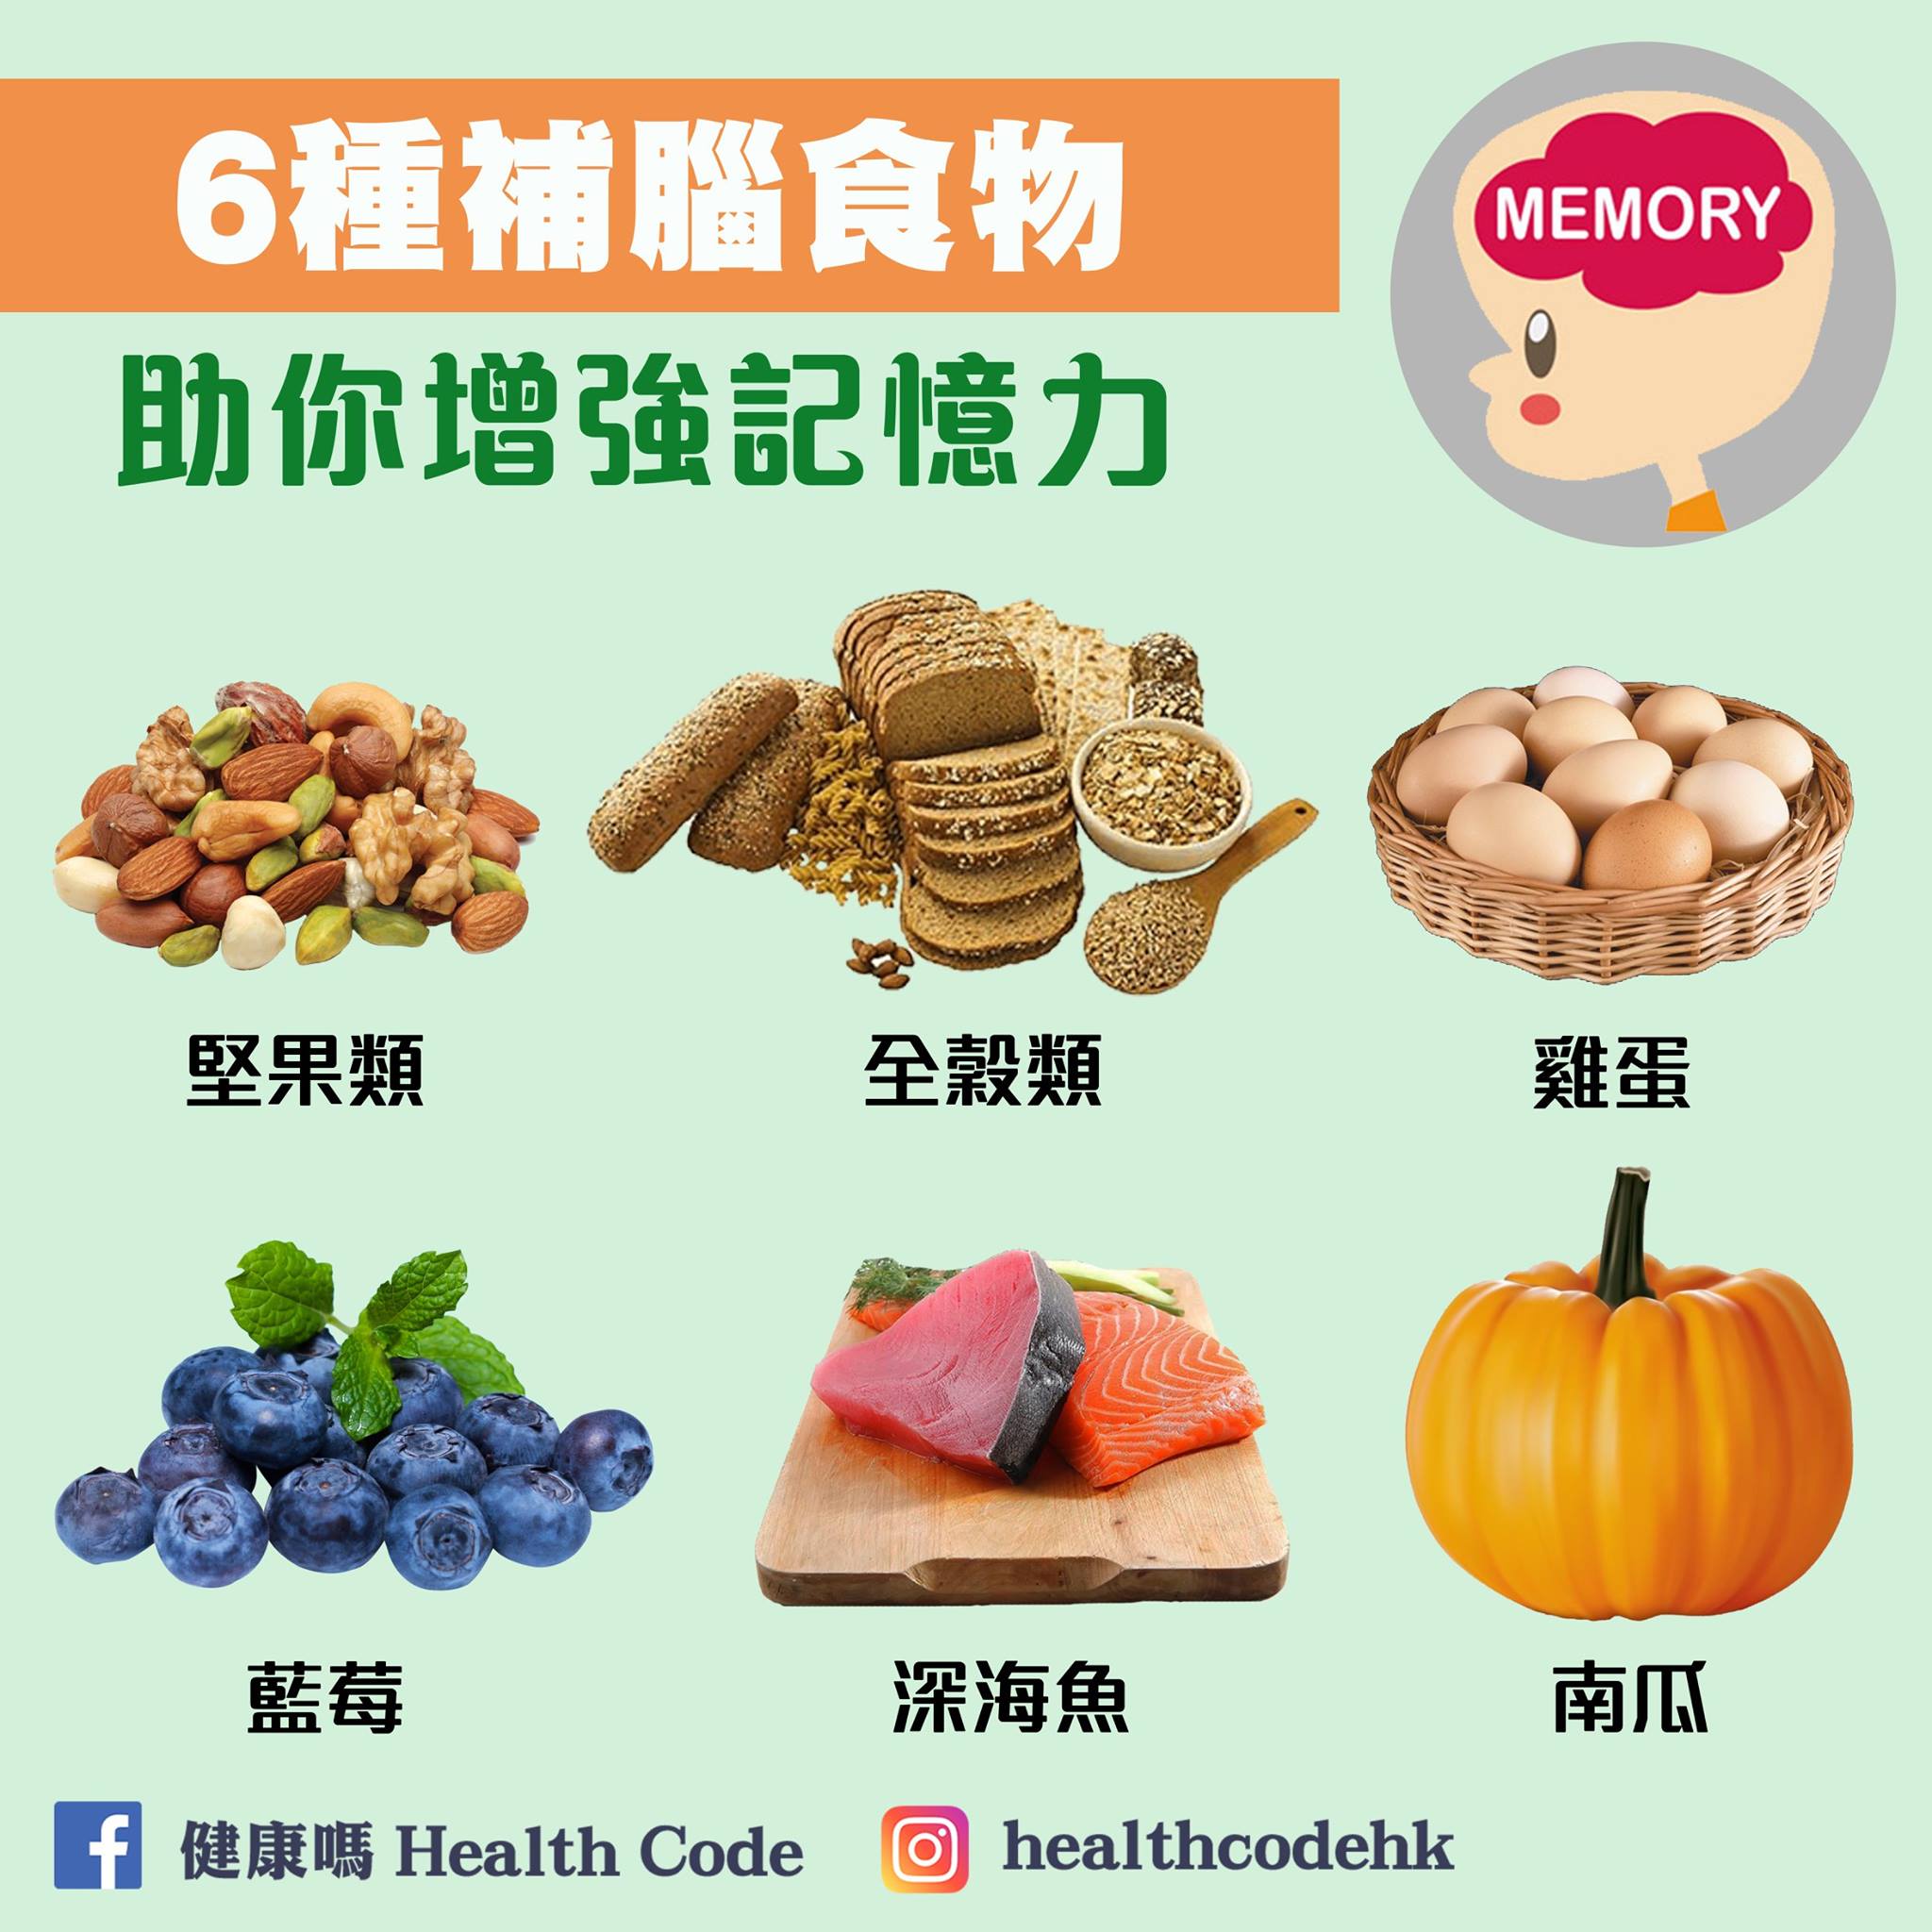 6種補腦食物
MEMORY
助你增強記憶力
堅果類
全穀類
雞蛋
藍莓
深海魚
南瓜
健康嗎 Health Code
healthcodehk